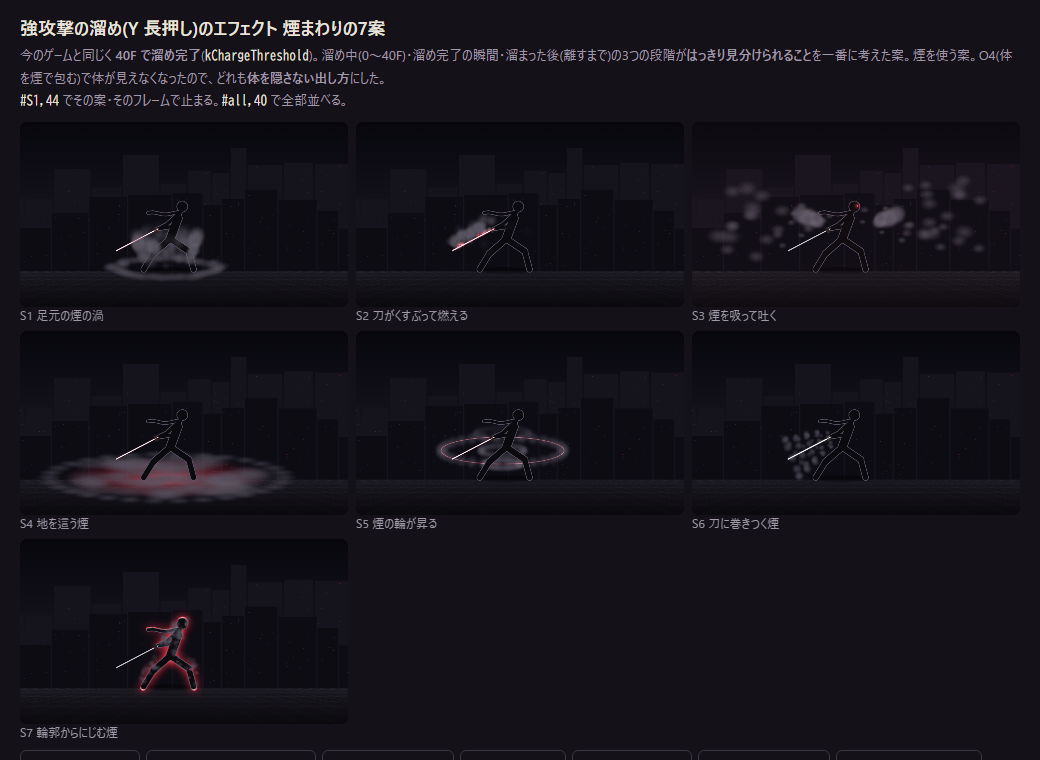 強攻撃の溜め(Y 長押し)のエフェクト 煙まわりの7案
今のゲームと同じく 40F で溜め完了(kChargeThreshold)。溜め中(0〜40F)・溜め完了の瞬間・溜まった後(離すまで)の3つの段階がはっきり見分けられることを一番に考えた案。煙を使う案。O4(体
を煙で包む)で体が見えなくなったので、どれも体を隠さない出し方にした。
#S1,44 でその案・そのフレームで止まる。#all,40 で全部並べる。
S1 足元の煙の渦
S2 刀がくすぶって燃える
S3 煙を吸って吐く
S4 地を這う煙
S5 煙の輪が昇る
S6 刀に巻きつく煙
S7 輪郭からにじむ煙